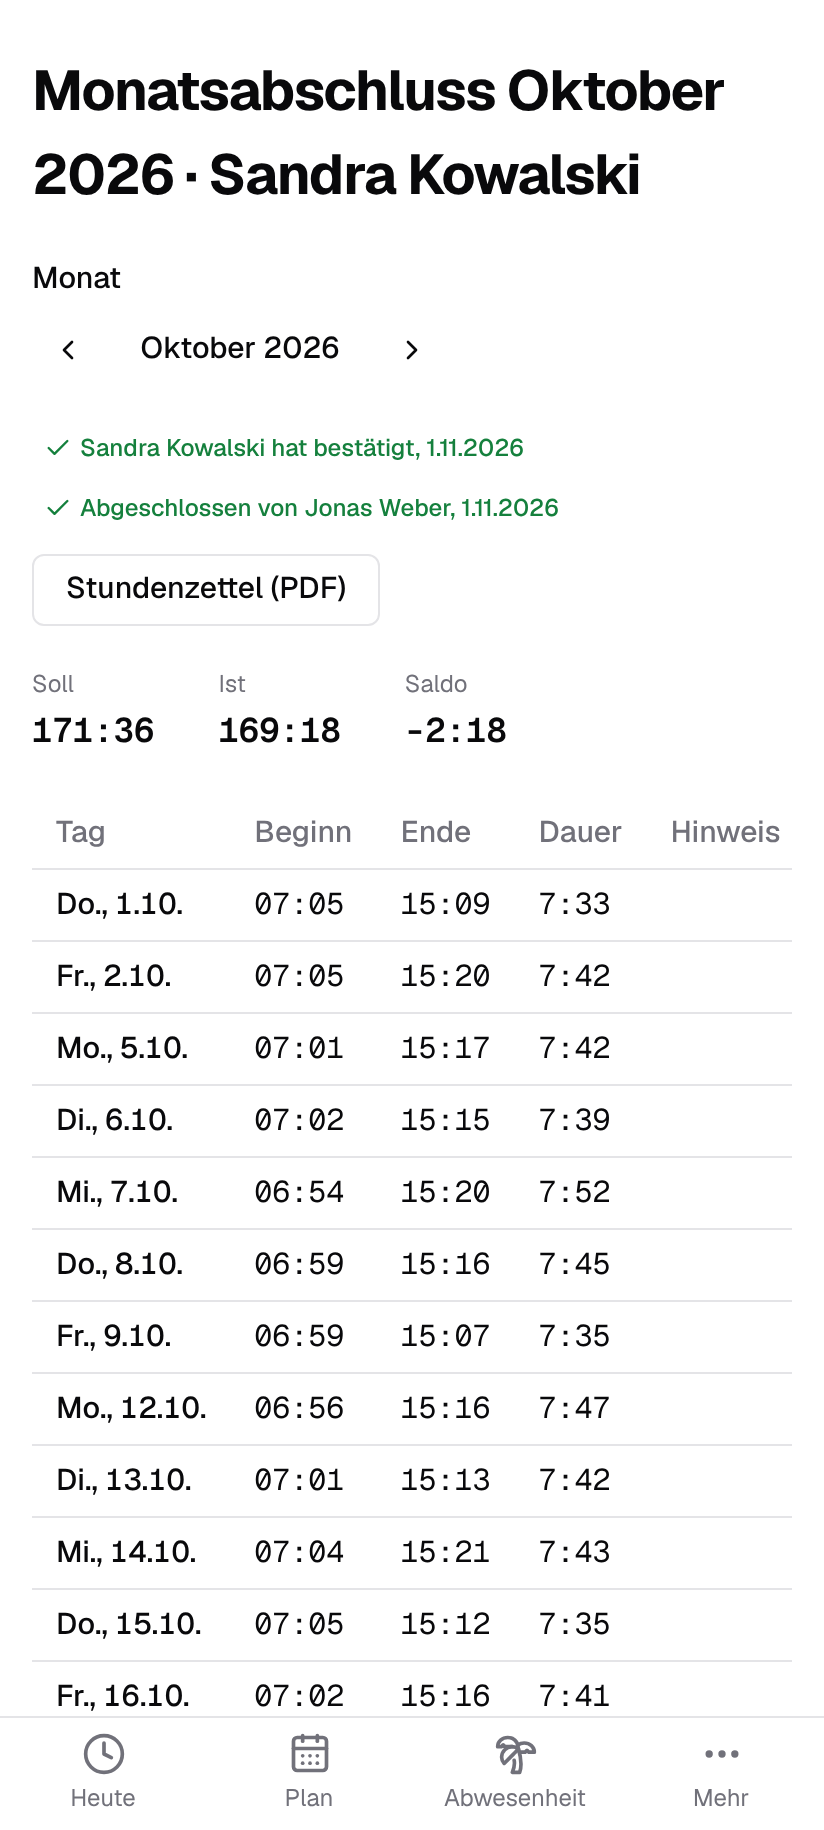 Monatsabschluss Oktober
2026 · Sandra Kowalski
Monat
Oktober 2026
Sandra Kowalski hat bestätigt, 1.11.2026
Abgeschlossen von Jonas Weber, 1.11.2026
Stundenzettel (PDF)
Soll Ist Saldo
171:36 169:18 -2:18
Tag Beginn Ende Dauer Hinweis
Do., 1.10. 07:05 15:09 7:33
Fr., 2.10. 07:05 15:20 7:42
Mo., 5.10. 07:01 15:17 7:42
Di., 6.10. 07:02 15:15 7:39
Mi., 7.10. 06:54 15:20 7:52
Do., 8.10. 06:59 15:16 7:45
Fr., 9.10. 06:59 15:07 7:35
Mo., 12.10. 06:56 15:16 7:47
Di., 13.10. 07:01 15:13 7:42
Mi., 14.10. 07:04 15:21 7:43
Do., 15.10. 07:05 15:12 7:35
Fr., 16.10. 07:02 15:16 7:41
Heute Plan Abwesenheit Mehr